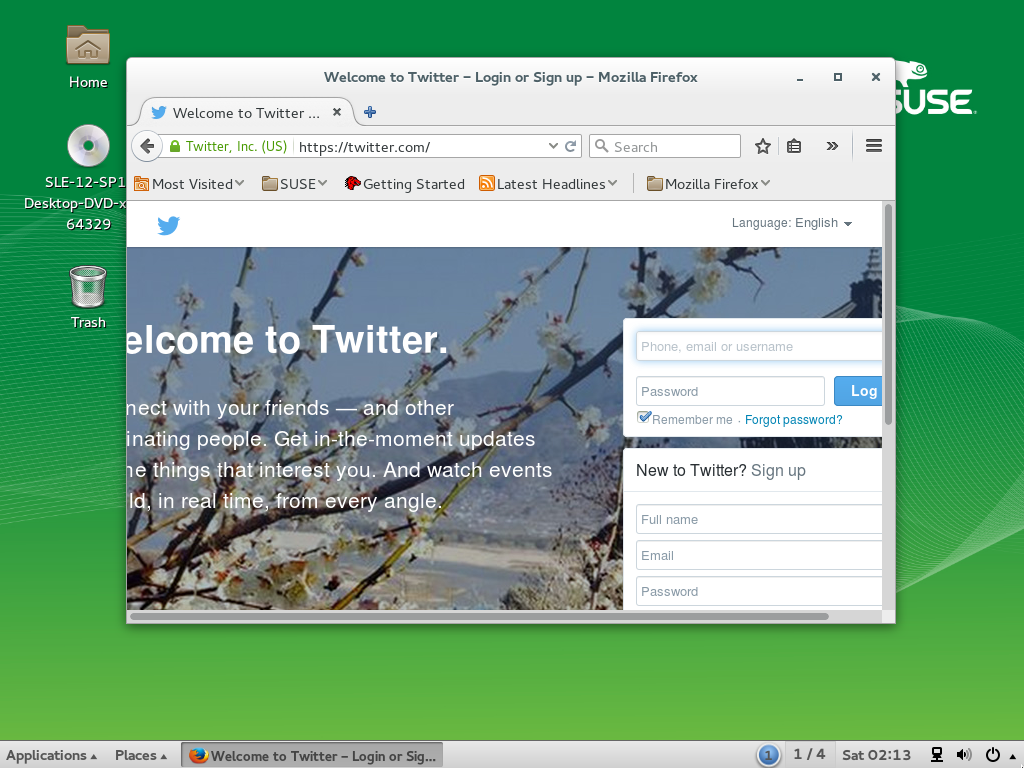 Home
SLE-12-SP1
Desktop-DVD-x
64329
Trash
SUSE
Welcome to Twitter – Login or Sign up – Mozilla Firefox
Welcome to Twitter ...
Twitter, Inc. (US)
https://twitter.com/
Search
Most Visited
SUSE
Getting Started
Latest Headlines
Mozilla Firefox
Language: English
elcome to Twitter.
nnect with your friends — and other
inating people. Get in-the-moment updates
he things that interest you. And watch events
ld, in real time, from every angle.
Phone, email or username
Password
Log
Remember me · Forgot password?
New to Twitter? Sign up
Full name
Email
Password
Applications
Places
Welcome to Twitter – Login or Sig...
1
1 / 4
Sat 02:13